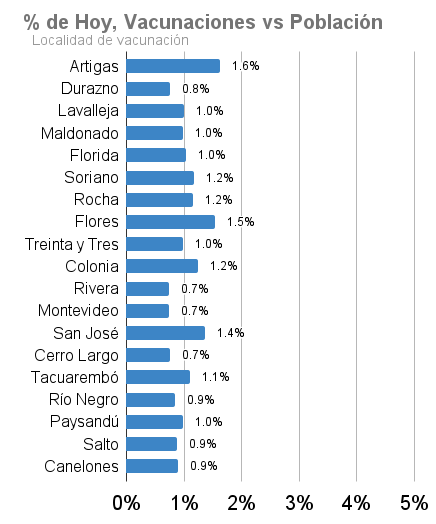 % de Hoy, Vacunaciones vs Población
Localidad de vacunación
Artigas 1.6%
Durazno 0.8%
Lavalleja 1.0%
Maldonado 1.0%
Florida 1.0%
Soriano 1.2%
Rocha 1.2%
Flores 1.5%
Treinta y Tres 1.0%
Colonia 1.2%
Rivera 0.7%
Montevideo 0.7%
San José 1.4%
Cerro Largo 0.7%
Tacuarembó 1.1%
Río Negro 0.9%
Paysandú 1.0%
Salto 0.9%
Canelones 0.9%
0% 1% 2% 3% 4% 5%